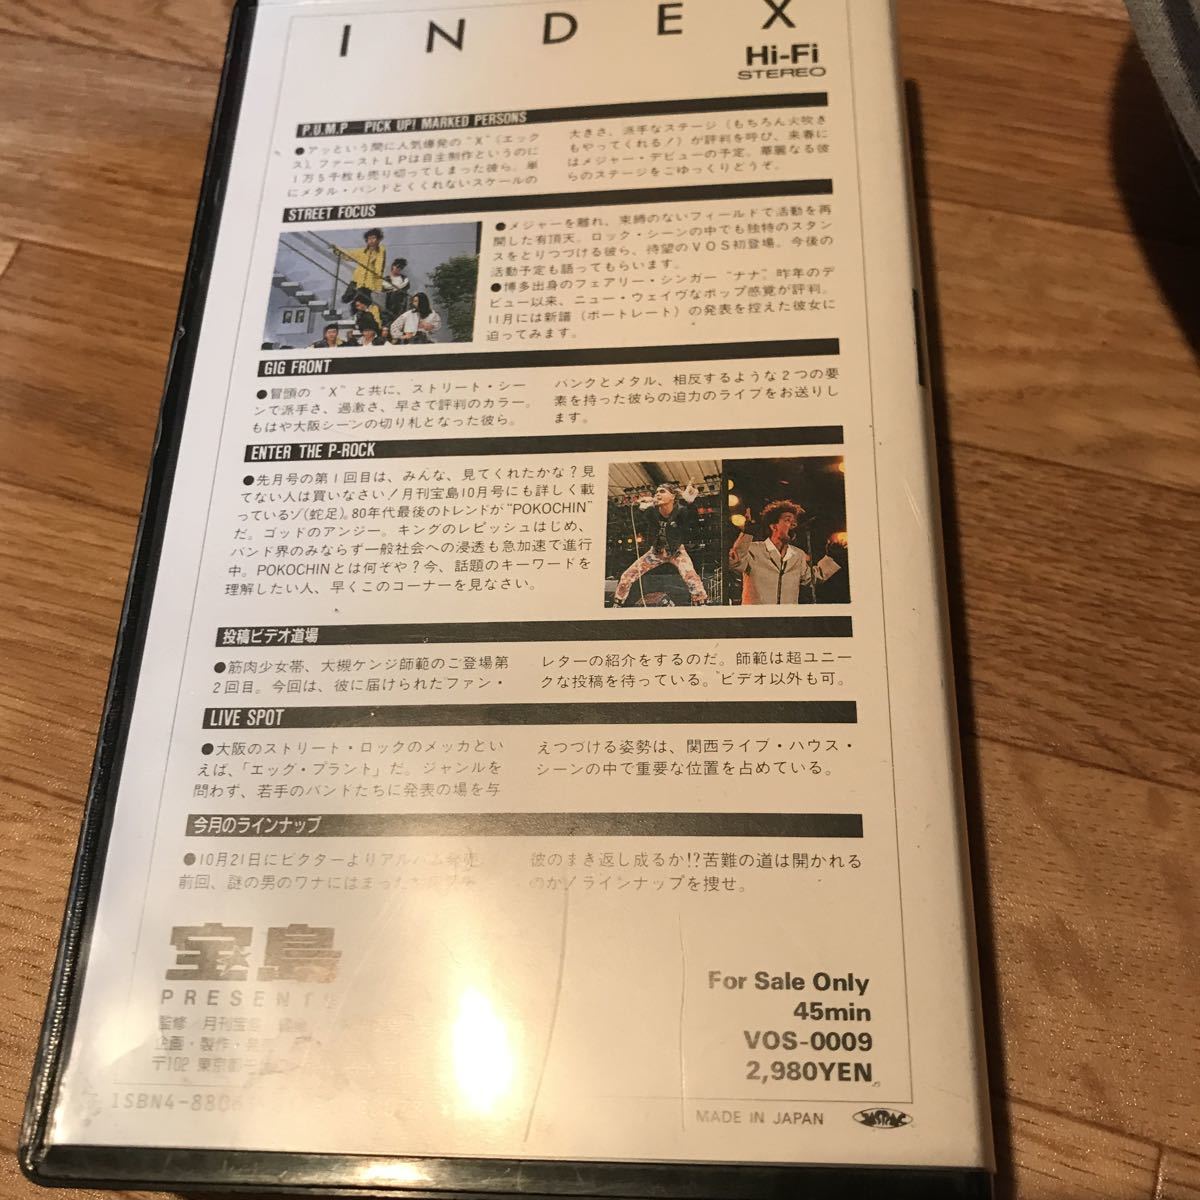 INDEX
Hi-Fi
STEREO
P.U.M.P — PICK UP! MARKED PERSONS
●アッという間に人気爆発の"X"(エック
ス)。ファーストLPは自主制作というのに
1万5千枚も売り切ってしまった彼ら。単
にメタル・バンドとくくれないスケールの
大きさ、派手なステージ(もちろん火吹き
もやってくれる!)が評判を呼び、来春に
はメジャー・デビューの予定。華麗なる彼
らのステージをごゆっくりどうぞ。
STREET FOCUS
●メジャーを離れ、束縛のないフィールドで活動を再
開した有頂天。ロック・シーンの中でも独特のスタン
スをとりつづける彼ら、待望のVOS初登場。今後の
活動予定も語ってもらいます。
●博多出身のフェアリー・シンガー"ナナ"。昨年のデ
ビュー以来、ニュー・ウェイヴなポップ感覚が評判。
11月には新譜(ポートレート)の発表を控えた彼女に
迫ってみます。
GIG FRONT
●冒頭の"X"と共に、ストリート・シー
ンで派手さ、過激さ、早さで評判のカラー。
もはや大阪シーンの切り札となった彼ら。
パンクとメタル、相反するような2つの要
素を持った彼らの迫力のライブをお送りし
ます。
ENTER THE P-ROCK
●先月号の第1回目は、みんな、見てくれたかな?見
てない人は買いなさい!月刊宝島10月号にも詳しく載
っているゾ(蛇足)。80年代最後のトレンドが"POKOCHIN"
だ。ゴッドのアンジー。キングのレピッシュはじめ、
バンド界のみならず一般社会への浸透も急加速で進行
中。POKOCHINとは何ぞや?今、話題のキーワードを
理解したい人、早くこのコーナーを見なさい。
投稿ビデオ道場
●筋肉少女帯、大槻ケンジ師範のご登場第
2回目。今回は、彼に届けられたファン・
レターの紹介をするのだ。師範は超ユニー
クな投稿を待っている。ビデオ以外も可。
LIVE SPOT
●大阪のストリート・ロックのメッカとい
えば、「エッグ・プラント」だ。ジャンルを
問わず、若手のバンドたちに発表の場を与
えつづける姿勢は、関西ライブ・ハウス・
シーンの中で重要な位置を占めている。
今月のラインナップ
●10月21日にビクターよりアルバム発売
前回、謎の男のワナにはまった
彼のまき返し成るか!?苦難の道は開かれる
のか!ラインナップを捜せ。
宝島
PRESENTS
監修/月刊宝島
企画・製作・発売
〒102 東京都千
ISBN4-880
For Sale Only
45min
VOS-0009
2,980YEN
MADE IN JAPAN
JASRAC